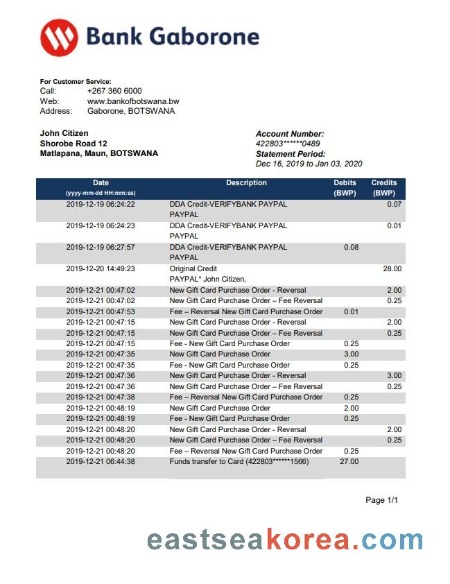 Bank Gaborone
For Customer Service:
Call: +267 360 6000
Web: www.bankofbotswana.bw
Address: Gaborone, BOTSWANA
John Citizen
Shorobe Road 12
Matlapana, Maun, BOTSWANA
Account Number:
422803******0489
Statement Period:
Dec 16, 2019 to Jan 03, 2020
Date Description Debits Credits
(yyyy-mm-dd HH:mm:ss) (BWP) (BWP)
2019-12-19 06:24:22 DDA Credit-VERIFYBANK PAYPAL 0.07
PAYPAL
2019-12-19 06:24:23 DDA Credit-VERIFYBANK PAYPAL 0.01
PAYPAL
2019-12-19 06:27:57 DDA Credit-VERIFYBANK PAYPAL 0.08
PAYPAL
2019-12-20 14:49:23 Original Credit 28.00
PAYPAL* John Citizen,
2019-12-21 00:47:02 New Gift Card Purchase Order - Reversal 2.00
2019-12-21 00:47:02 New Gift Card Purchase Order – Fee Reversal 0.25
2019-12-21 00:47:53 Fee – Reversal New Gift Card Purchase Order 0.01
2019-12-21 00:47:15 New Gift Card Purchase Order - Reversal 2.00
2019-12-21 00:47:15 New Gift Card Purchase Order – Fee Reversal 0.25
2019-12-21 00:47:15 Fee - New Gift Card Purchase Order 0.25
2019-12-21 00:47:35 New Gift Card Purchase Order 3.00
2019-12-21 00:47:35 Fee - New Gift Card Purchase Order 0.25
2019-12-21 00:47:36 New Gift Card Purchase Order - Reversal 3.00
2019-12-21 00:47:36 New Gift Card Purchase Order – Fee Reversal 0.25
2019-12-21 00:47:38 Fee – Reversal New Gift Card Purchase Order 0.25
2019-12-21 00:48:19 New Gift Card Purchase Order 2.00
2019-12-21 00:48:19 Fee - New Gift Card Purchase Order 0.25
2019-12-21 00:48:20 New Gift Card Purchase Order - Reversal 2.00
2019-12-21 00:48:20 New Gift Card Purchase Order – Fee Reversal 0.25
2019-12-21 00:48:20 Fee – Reversal New Gift Card Purchase Order 0.25
2019-12-21 06:44:38 Funds transfer to Card (422803******1566) 27.00
Page 1/1
eastseakorea.com